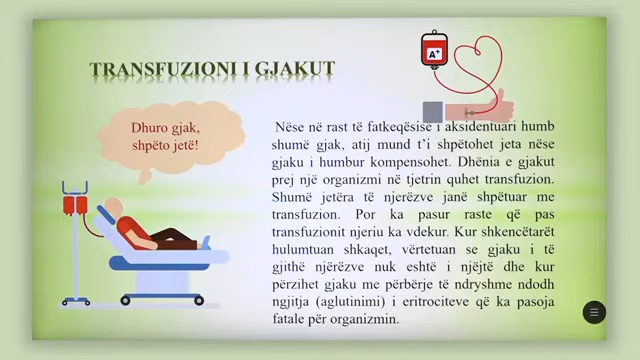 TRANSFUZIONI I GJAKUT
A+
Dhuro gjak,
shpëto jetë!
Nëse në rast të fatkeqësisë i aksidentuari humb
shumë gjak, atij mund t'i shpëtohet jeta nëse
gjaku i humbur kompensohet. Dhënia e gjakut
prej një organizmi në tjetrin quhet transfuzion.
Shumë jetëra të njerëzve janë shpëtuar me
transfuzion. Por ka pasur raste që pas
transfuzionit njeriu ka vdekur. Kur shkencëtarët
hulumtuan shkaqet, vërtetuan se gjaku i të
gjithë njërëzve nuk eshtë i njëjtë dhe kur
përzihet gjaku me përbërje të ndryshme ndodh
ngjitja (aglutinimi) i eritrociteve që ka pasoja
fatale për organizmin.